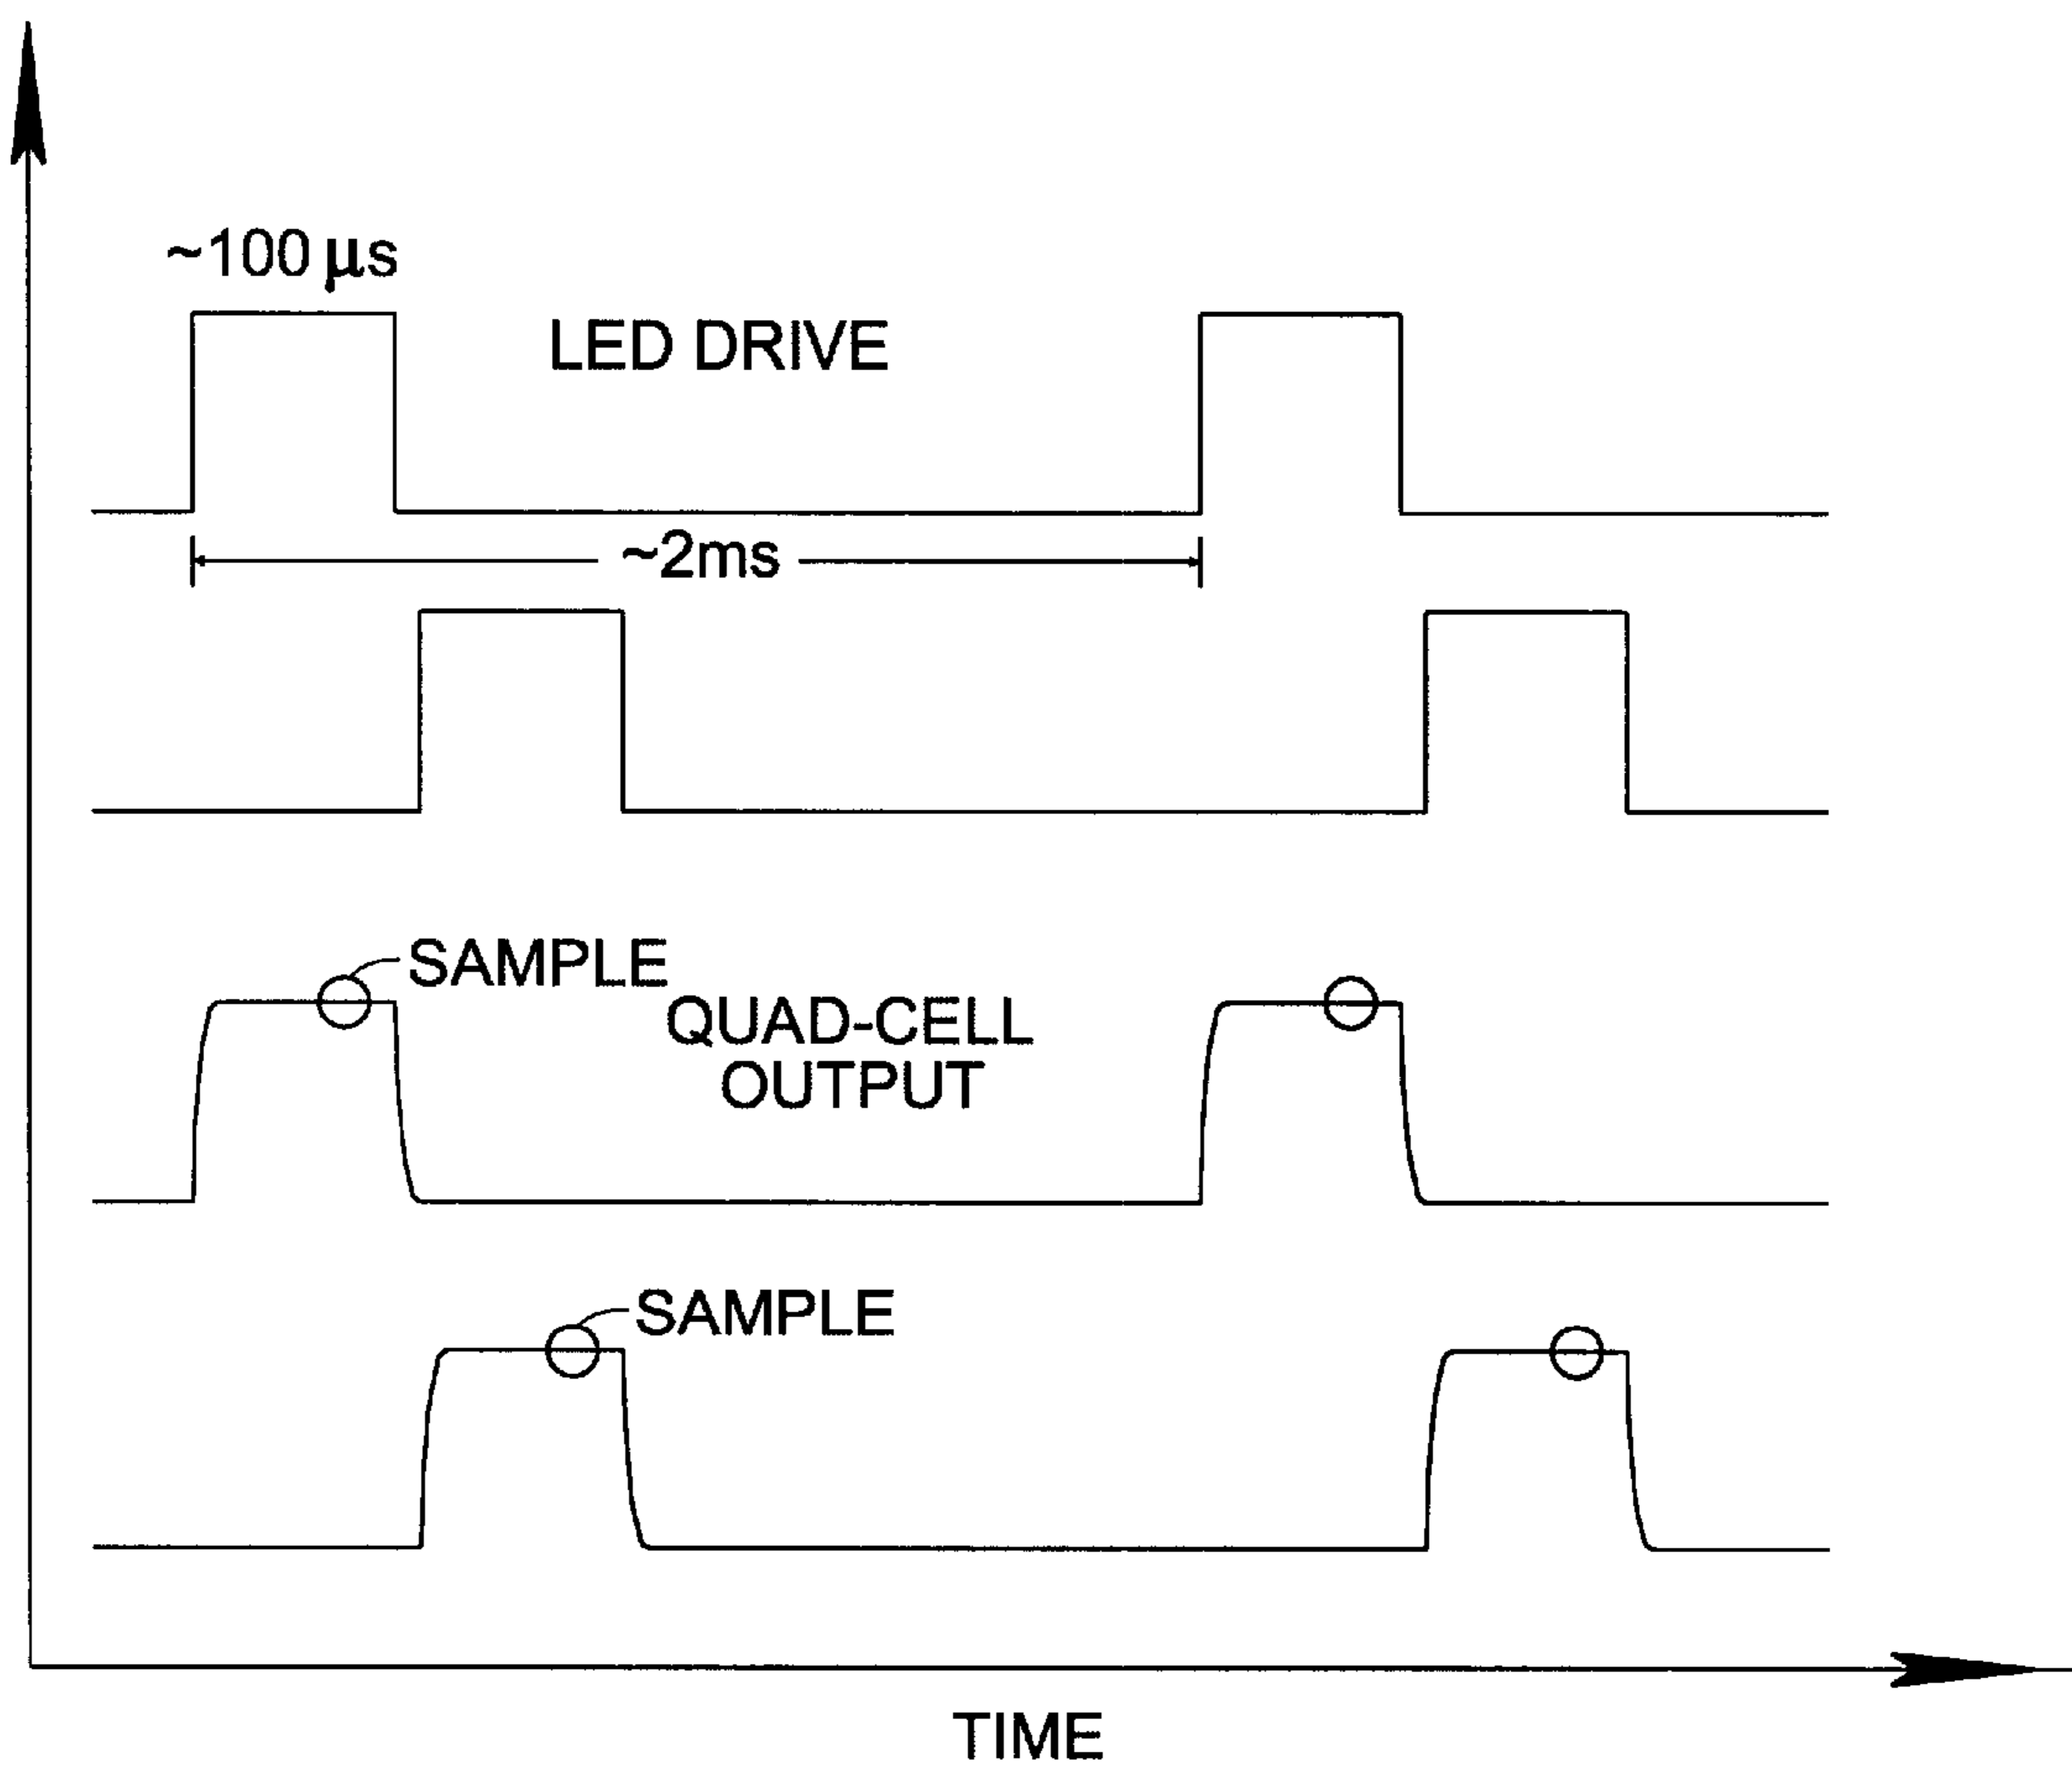 ~100 µs
LED DRIVE
~2ms
SAMPLE
QUAD-CELL
OUTPUT
SAMPLE
TIME